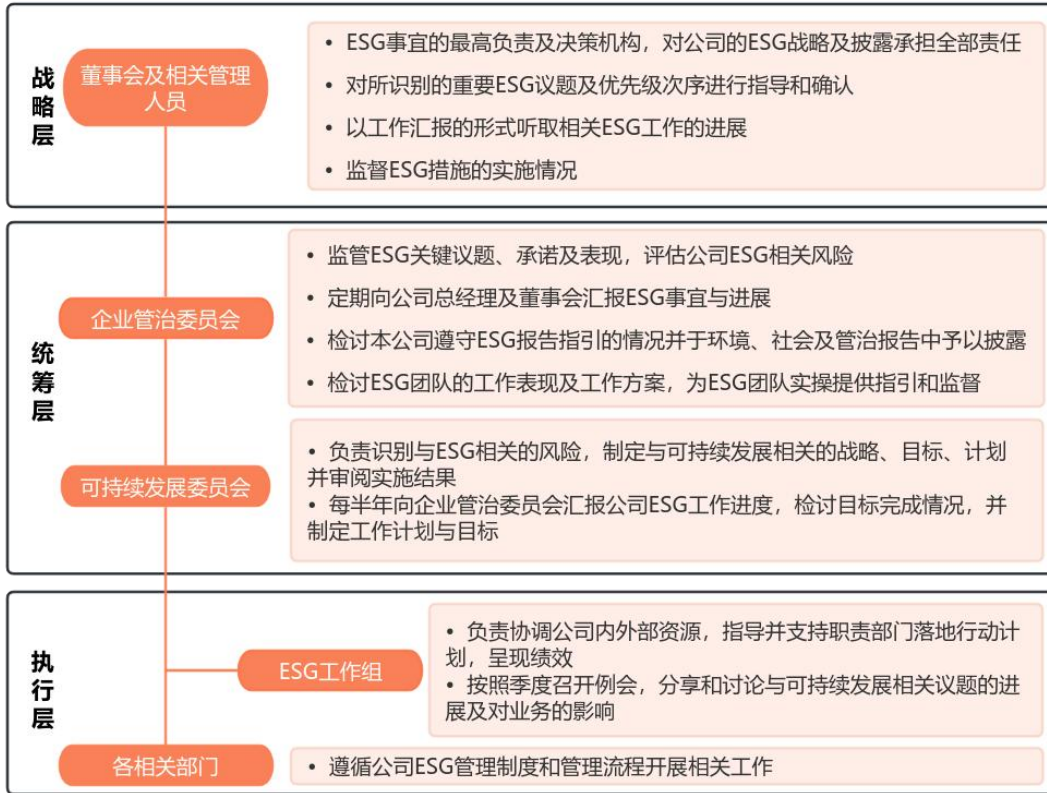 战略层
董事会及相关管理
人员
• ESG事宜的最高负责及决策机构，对公司的ESG战略及披露承担全部责任
• 对所识别的重要ESG议题及优先级次序进行指导和确认
• 以工作汇报的形式听取相关ESG工作的进展
• 监督ESG措施的实施情况
统筹层
企业管治委员会
• 监管ESG关键议题、承诺及表现，评估公司ESG相关风险
• 定期向公司总经理及董事会汇报ESG事宜与进展
• 检讨本公司遵守ESG报告指引的情况并于环境、社会及管治报告中予以披露
• 检讨ESG团队的工作表现及工作方案，为ESG团队实操提供指引和监督
可持续发展委员会
• 负责识别与ESG相关的风险，制定与可持续发展相关的战略、目标、计划
并审阅实施结果
• 每半年向企业管治委员会汇报公司ESG工作进度，检讨目标完成情况，并
制定工作计划与目标
执行层
ESG工作组
• 负责协调公司内外部资源，指导并支持职责部门落地行动计
划，呈现绩效
• 按照季度召开例会，分享和讨论与可持续发展相关议题的进
展及对业务的影响
各相关部门
• 遵循公司ESG管理制度和管理流程开展相关工作